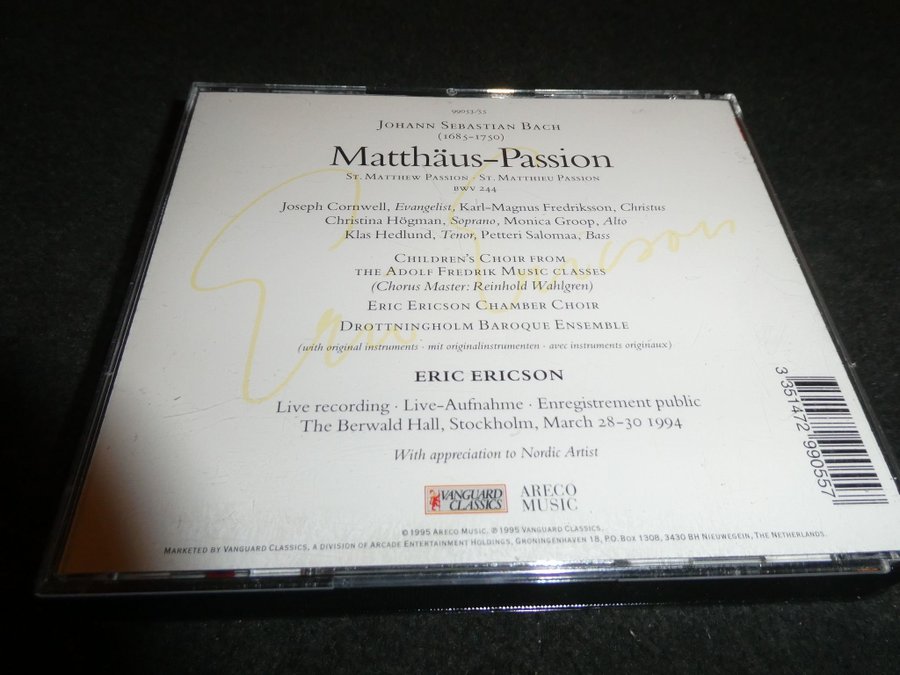 99053/55
Johann Sebastian Bach
(1685–1750)
Matthäus–Passion
St. Matthew Passion · St. Matthieu Passion
BWV 244
Joseph Cornwell, Evangelist, Karl-Magnus Fredriksson, Christus
Christina Högman, Soprano, Monica Groop, Alto
Klas Hedlund, Tenor, Petteri Salomaa, Bass
Children's Choir from
the Adolf Fredrik Music classes
(Chorus Master: Reinhold Wahlgren)
Eric Ericson Chamber Choir
Drottningholm Baroque Ensemble
(with original instruments · mit originalinstrumenten · avec instruments originaux)
ERIC ERICSON
Live recording · Live-Aufnahme · Enregistrement public
The Berwald Hall, Stockholm, March 28-30 1994
With appreciation to Nordic Artist
VANGUARD
CLASSICS
ARECO
MUSIC
© 1995 Areco Music. ℗ 1995 Vanguard Classics.
Marketed by Vanguard Classics, a division of Arcade Entertainment Holdings, Groningenhaven 18, P.O. Box 1308, 3430 BH Nieuwegein, The Netherlands.
3 351472 990557
Eric Ericson